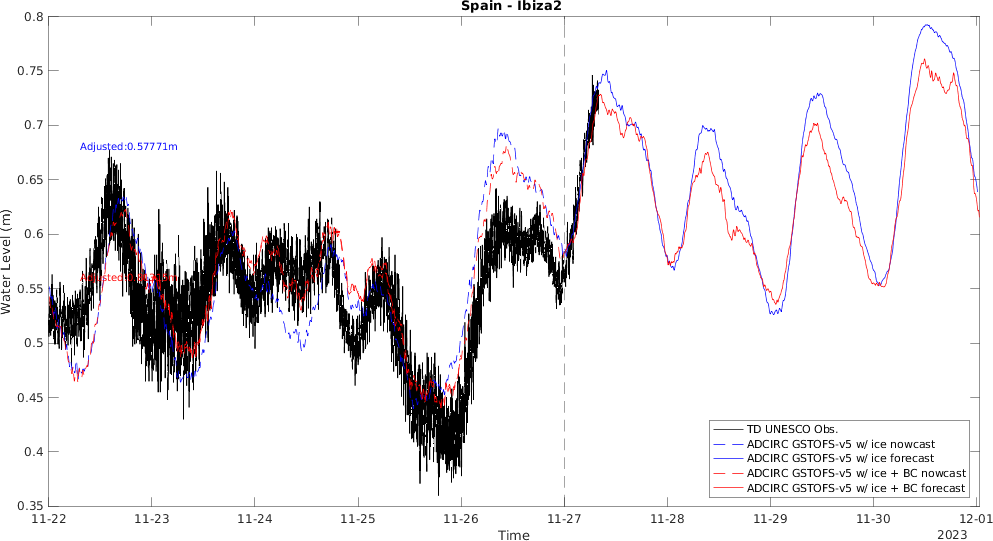 Spain - Ibiza2
0.8
0.75
0.7
0.65
0.6
0.55
0.5
0.45
0.4
0.35
Water Level (m)
Adjusted:0.57771m
TD UNESCO Obs.
ADCIRC GSTOFS-v5 w/ ice nowcast
ADCIRC GSTOFS-v5 w/ ice forecast
ADCIRC GSTOFS-v5 w/ ice + BC nowcast
ADCIRC GSTOFS-v5 w/ ice + BC forecast
11-22 11-23 11-24 11-25 11-26 11-27 11-28 11-29 11-30 12-01
Time
2023